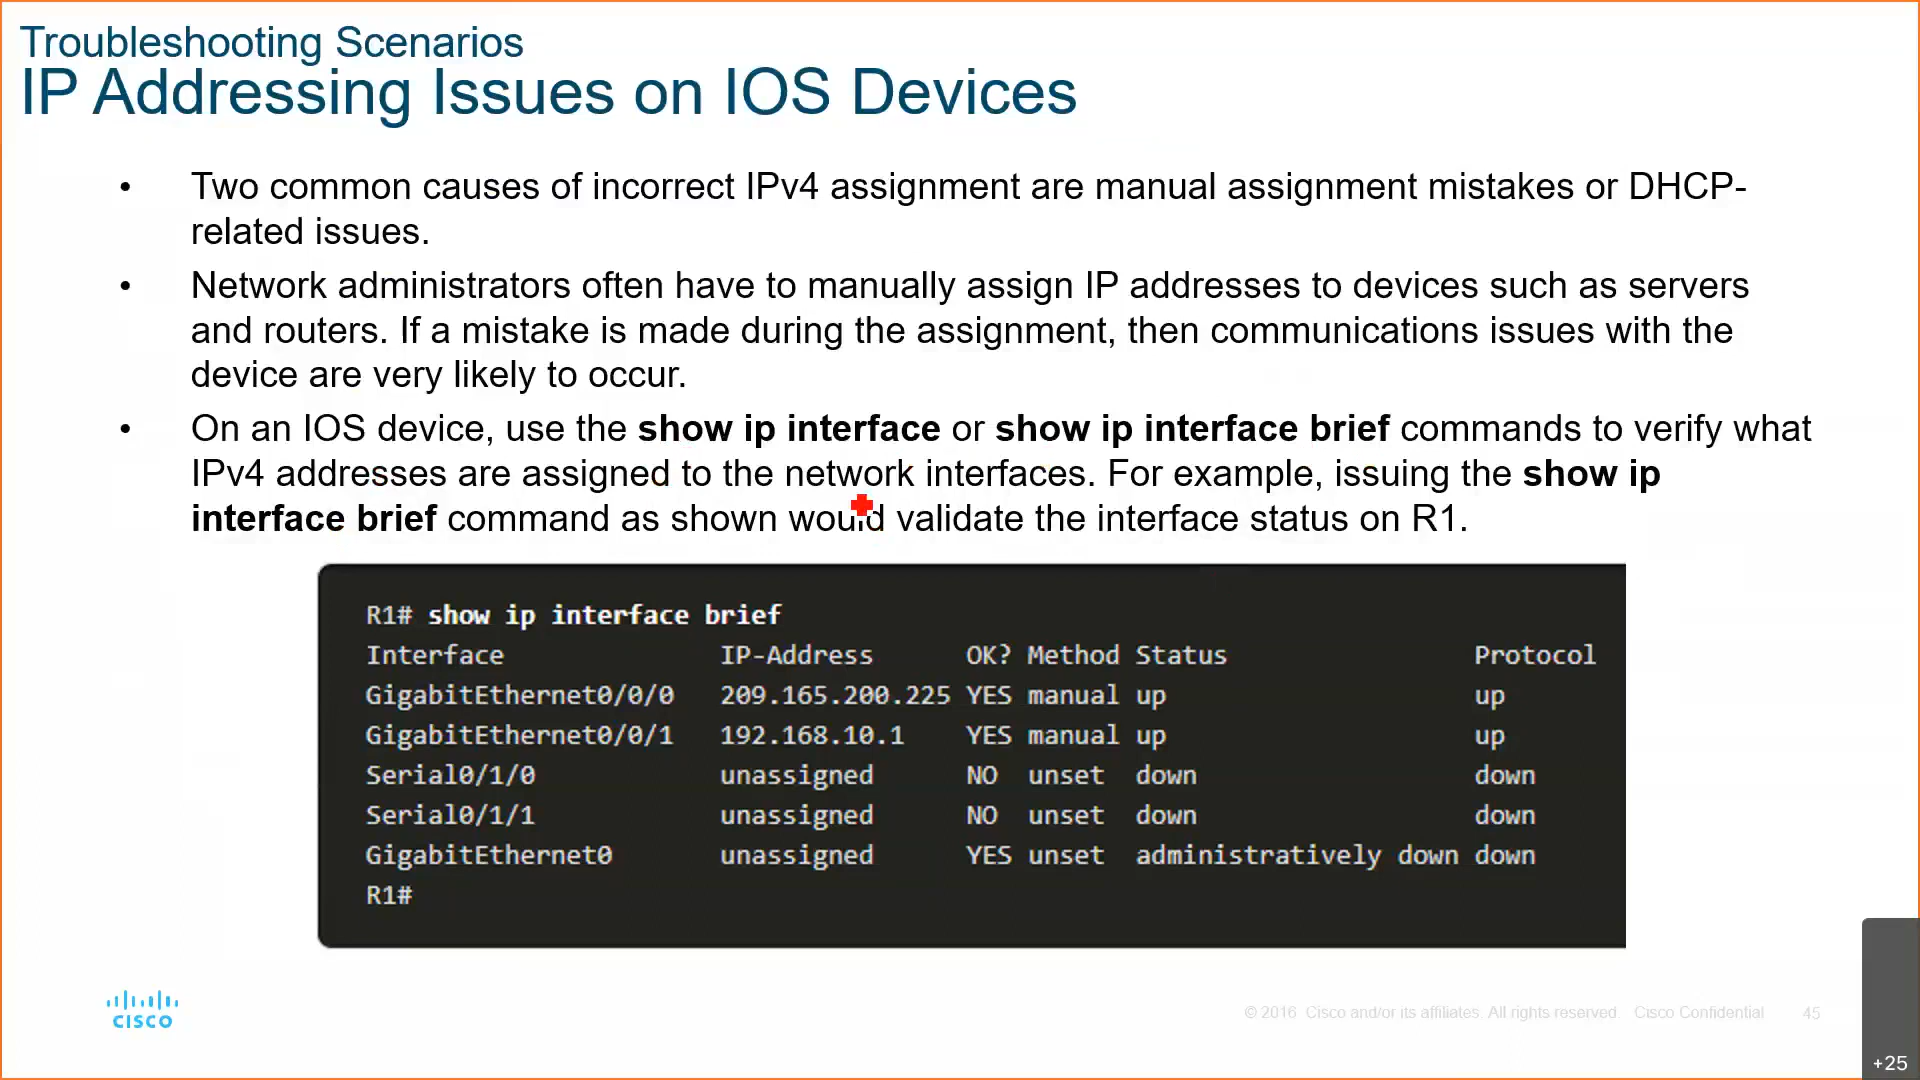 Troubleshooting Scenarios
IP Addressing Issues on IOS Devices
• Two common causes of incorrect IPv4 assignment are manual assignment mistakes or DHCP-
related issues.
• Network administrators often have to manually assign IP addresses to devices such as servers
and routers. If a mistake is made during the assignment, then communications issues with the
device are very likely to occur.
• On an IOS device, use the show ip interface or show ip interface brief commands to verify what
IPv4 addresses are assigned to the network interfaces. For example, issuing the show ip
interface brief command as shown would validate the interface status on R1.
R1# show ip interface brief
Interface IP-Address OK? Method Status Protocol
GigabitEthernet0/0/0 209.165.200.225 YES manual up up
GigabitEthernet0/0/1 192.168.10.1 YES manual up up
Serial0/1/0 unassigned NO unset down down
Serial0/1/1 unassigned NO unset down down
GigabitEthernet0 unassigned YES unset administratively down down
R1#
CISCO
© 2016 Cisco and/or its affiliates. All rights reserved. Cisco Confidential 45
+25